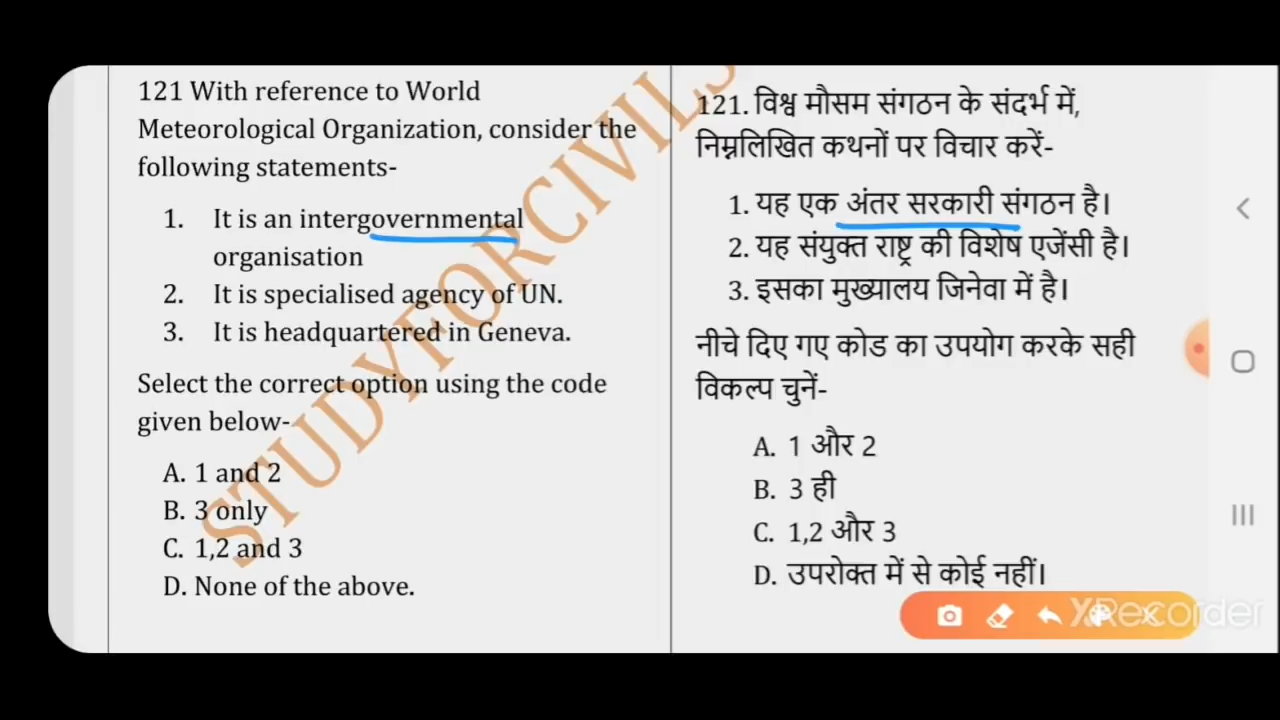 121 With reference to World
Meteorological Organization, consider the
following statements-
1. It is an intergovernmental
organisation
2. It is specialised agency of UN.
3. It is headquartered in Geneva.
Select the correct option using the code
given below-
A. 1 and 2
B. 3 only
C. 1,2 and 3
D. None of the above.
121. विश्व मौसम संगठन के संदर्भ में,
निम्नलिखित कथनों पर विचार करें-
1. यह एक अंतर सरकारी संगठन है।
2. यह संयुक्त राष्ट्र की विशेष एजेंसी है।
3. इसका मुख्यालय जिनेवा में है।
नीचे दिए गए कोड का उपयोग करके सही
विकल्प चुनें-
A. 1 और 2
B. 3 ही
C. 1,2 और 3
D. उपरोक्त में से कोई नहीं।
STUDYFORCIVILS
XRecorder